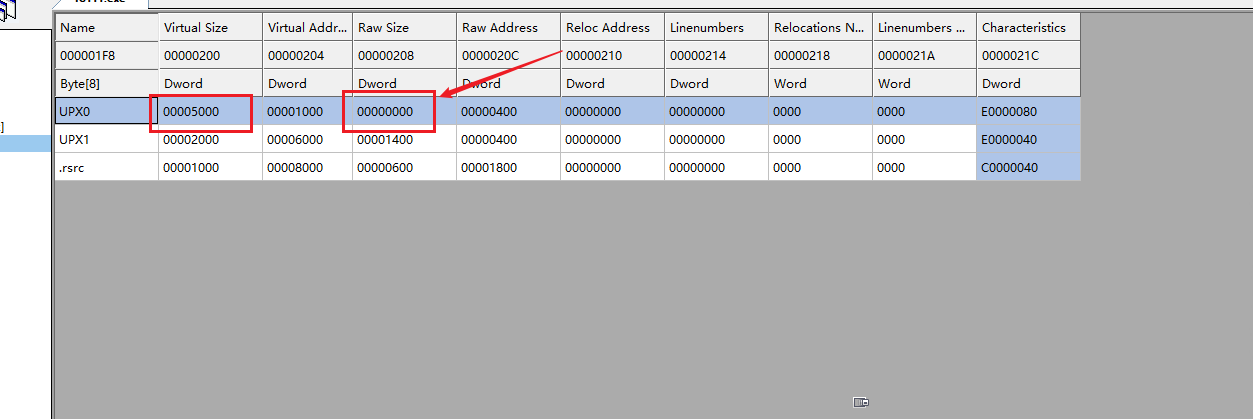 Name Virtual Size Virtual Addr... Raw Size Raw Address Reloc Address Linenumbers Relocations N... Linenumbers ... Characteristics
000001F8 00000200 00000204 00000208 0000020C 00000210 00000214 00000218 0000021A 0000021C
Byte[8] Dword Dword Dword Dword Dword Dword Word Word Dword
UPX0 00005000 00001000 00000000 00000400 00000000 00000000 0000 0000 E0000080
UPX1 00002000 00006000 00001400 00000400 00000000 00000000 0000 0000 E0000040
.rsrc 00001000 00008000 00000600 00001800 00000000 00000000 0000 0000 C0000040
]